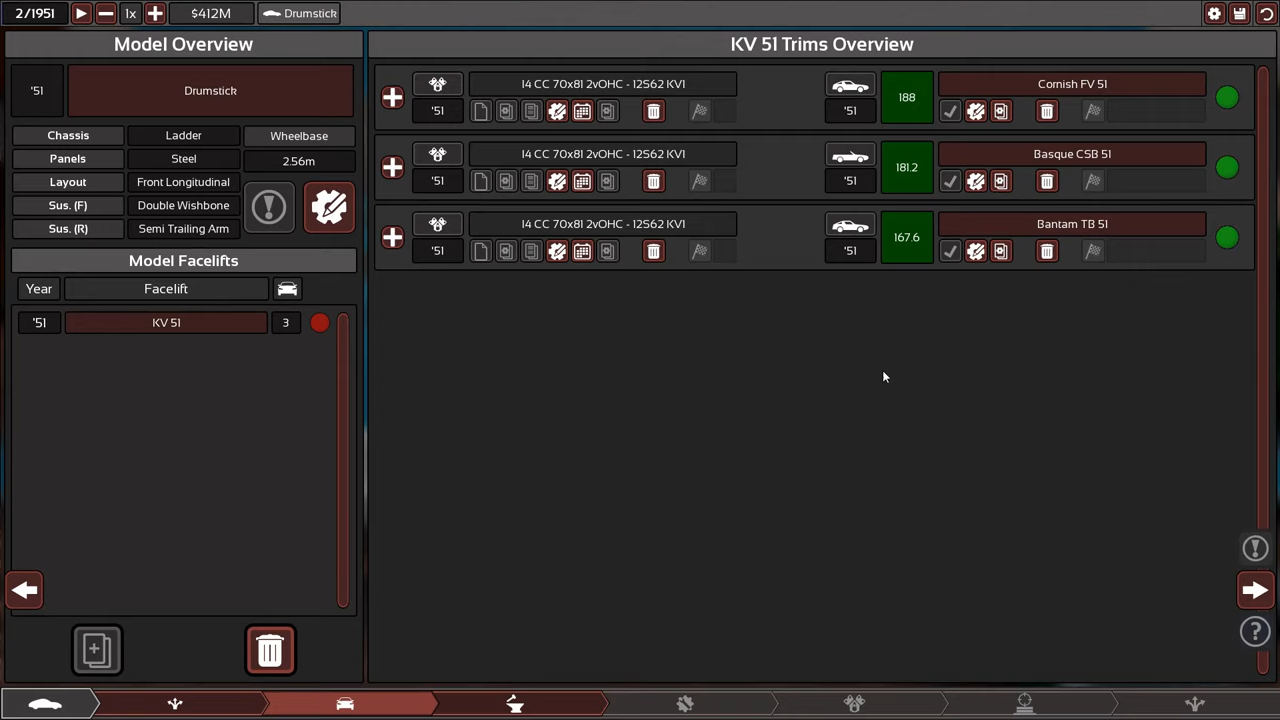 2/1951
1x
$412M
Drumstick
Model Overview
'51
Drumstick
Chassis
Ladder
Wheelbase
Panels
Steel
2.56m
Layout
Front Longitudinal
Sus. (F)
Double Wishbone
Sus. (R)
Semi Trailing Arm
Model Facelifts
Year
Facelift
'51
KV 51
3
KV 51 Trims Overview
I4 CC 70x81 2vOHC - 12S62 KV1
'51
'51
188
Cornish FV 51
I4 CC 70x81 2vOHC - 12S62 KV1
'51
'51
181.2
Basque CSB 51
I4 CC 70x81 2vOHC - 12S62 KV1
'51
'51
167.6
Bantam TB 51